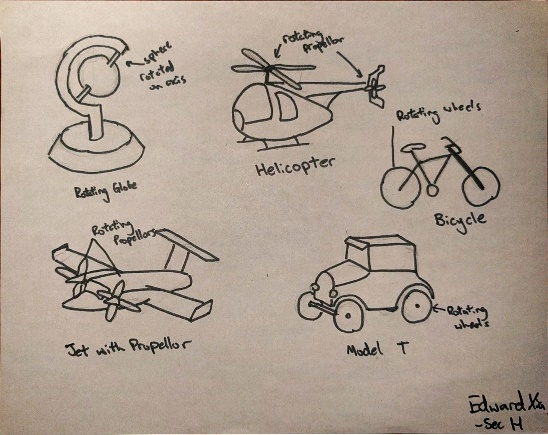 sphere
rotated
on axis
Rotating Globe
rotating
propellor
Helicopter
Rotating wheels
Bicycle
Rotating
Propellors
Jet with Propellor
Rotating
wheels
Model T
Edward
-Sec H